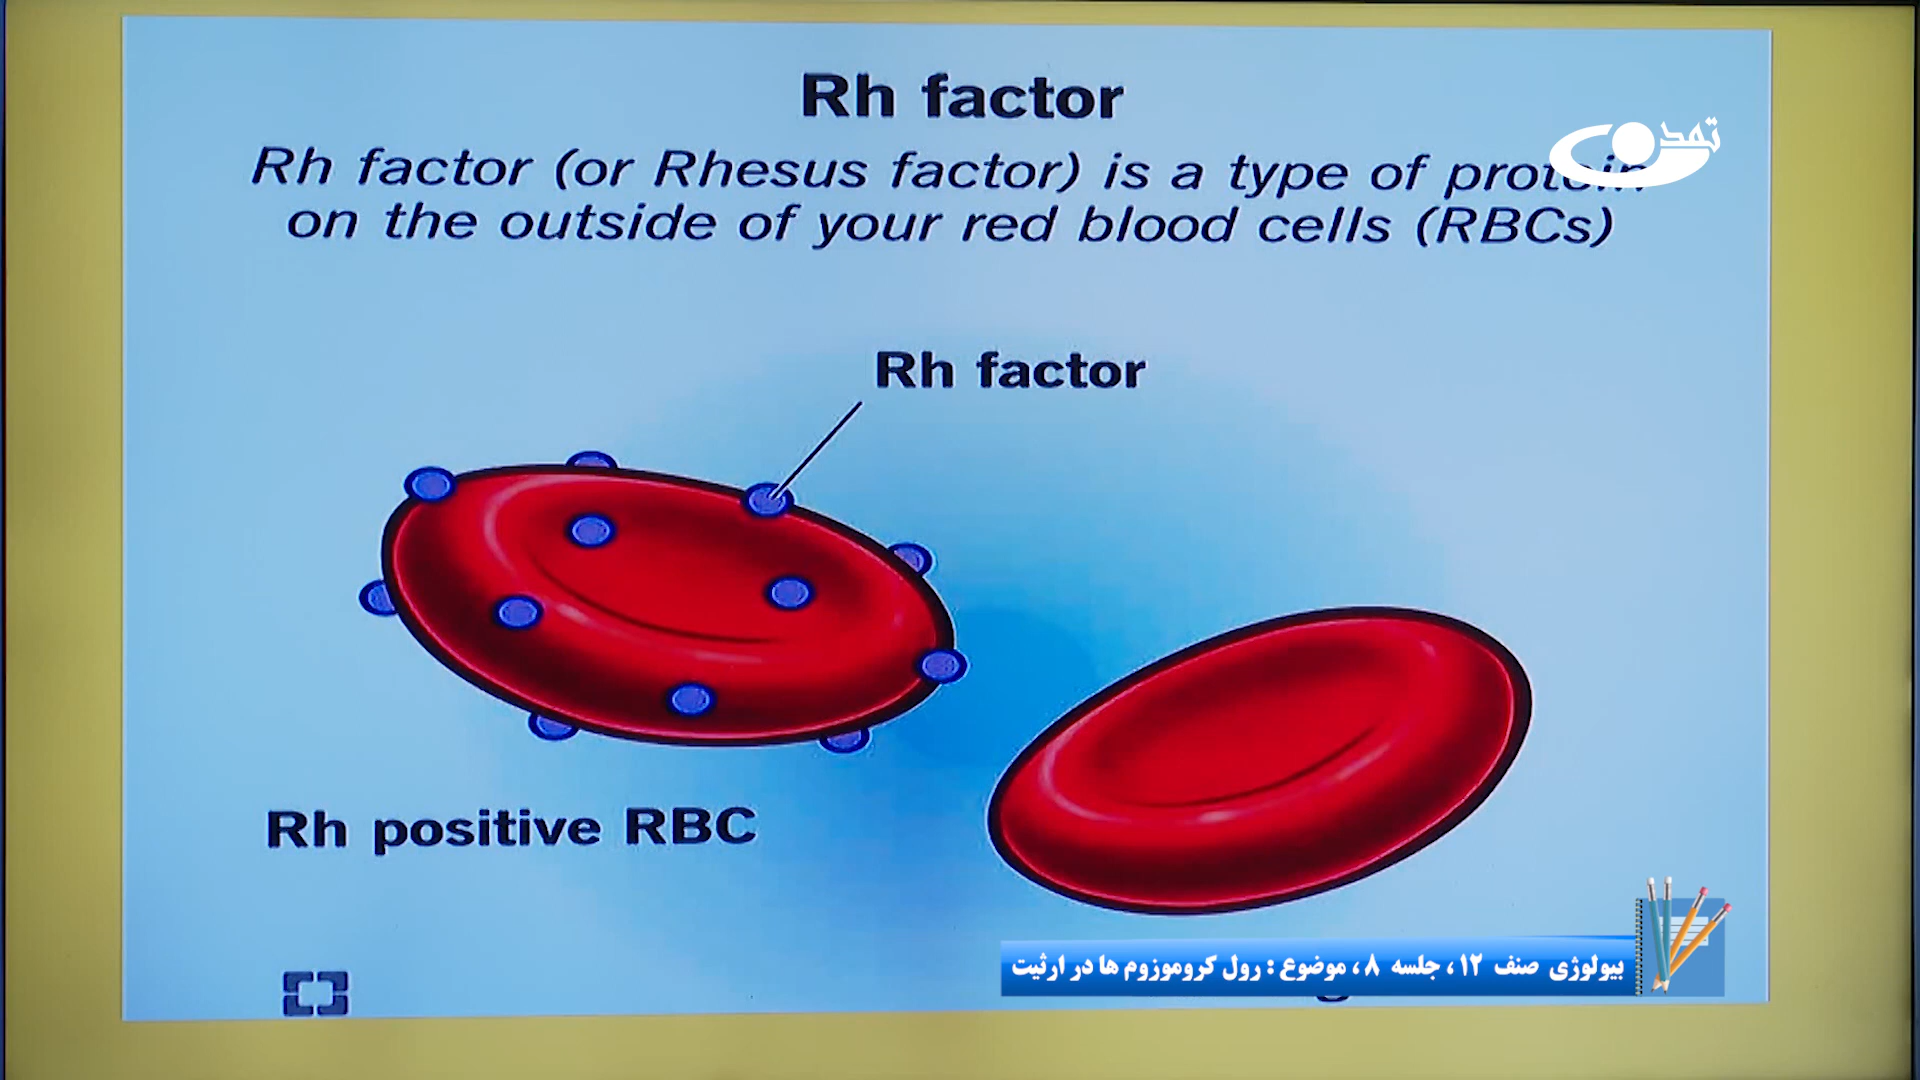 Rh factor
تمدن
Rh factor (or Rhesus factor) is a type of protein
on the outside of your red blood cells (RBCs)
Rh factor
Rh positive RBC
بیولوژی صنف ۱۲، جلسه ۸، موضوع : رول کروموزوم ها در ارثیت